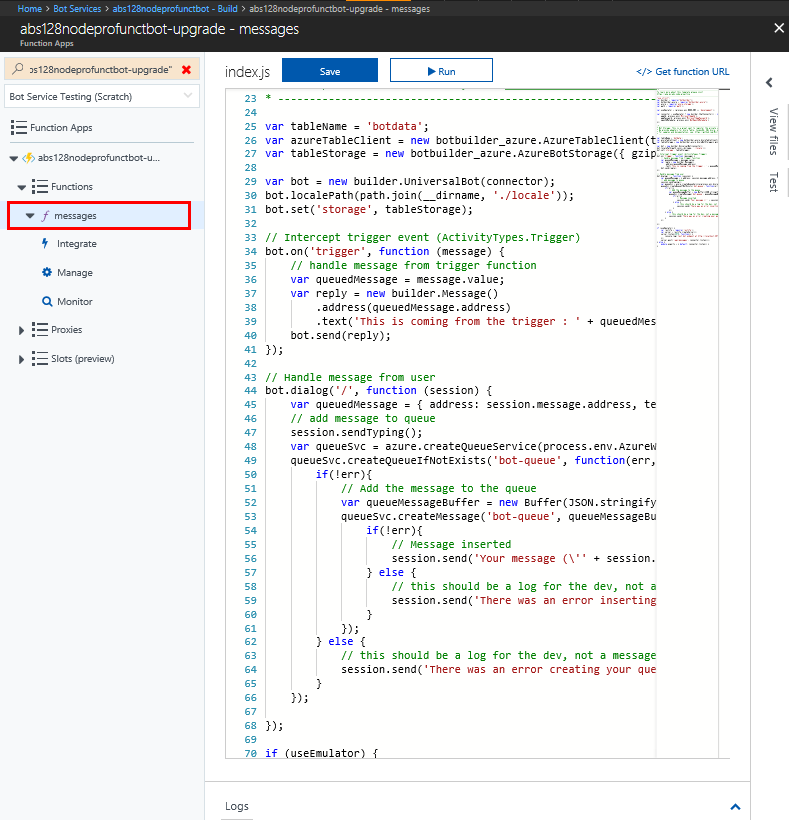 Home > Bot Services > abs128nodeprofunctbot - Build > abs128nodeprofunctbot-upgrade - messages
abs128nodeprofunctbot-upgrade - messages
Function Apps
bs128nodeprofunctbot-upgrade"
Bot Service Testing (Scratch)
Function Apps
abs128nodeprofunctbot-u...
Functions
messages
Integrate
Manage
Monitor
Proxies
Slots (preview)
index.js
Save
Run
</> Get function URL
23 * ---------------------------------------------------------
24
25 var tableName = 'botdata';
26 var azureTableClient = new botbuilder_azure.AzureTableClient(t
27 var tableStorage = new botbuilder_azure.AzureBotStorage({ gzip
28
29 var bot = new builder.UniversalBot(connector);
30 bot.localePath(path.join(__dirname, './locale'));
31 bot.set('storage', tableStorage);
32
33 // Intercept trigger event (ActivityTypes.Trigger)
34 bot.on('trigger', function (message) {
35     // handle message from trigger function
36     var queuedMessage = message.value;
37     var reply = new builder.Message()
38         .address(queuedMessage.address)
39         .text('This is coming from the trigger : ' + queuedMes
40     bot.send(reply);
41 });
42
43 // Handle message from user
44 bot.dialog('/', function (session) {
45     var queuedMessage = { address: session.message.address, te
46     // add message to queue
47     session.sendTyping();
48     var queueSvc = azure.createQueueService(process.env.AzureW
49     queueSvc.createQueueIfNotExists('bot-queue', function(err,
50         if(!err){
51             // Add the message to the queue
52             var queueMessageBuffer = new Buffer(JSON.stringify
53             queueSvc.createMessage('bot-queue', queueMessageBu
54                 if(!err){
55                     // Message inserted
56                     session.send('Your message (\'' + session.
57                 } else {
58                     // this should be a log for the dev, not a
59                     session.send('There was an error inserting
60                 }
61             });
62         } else {
63             // this should be a log for the dev, not a message
64             session.send('There was an error creating your que
65         }
66     });
67
68 });
69
70 if (useEmulator) {
View files
Test
Logs